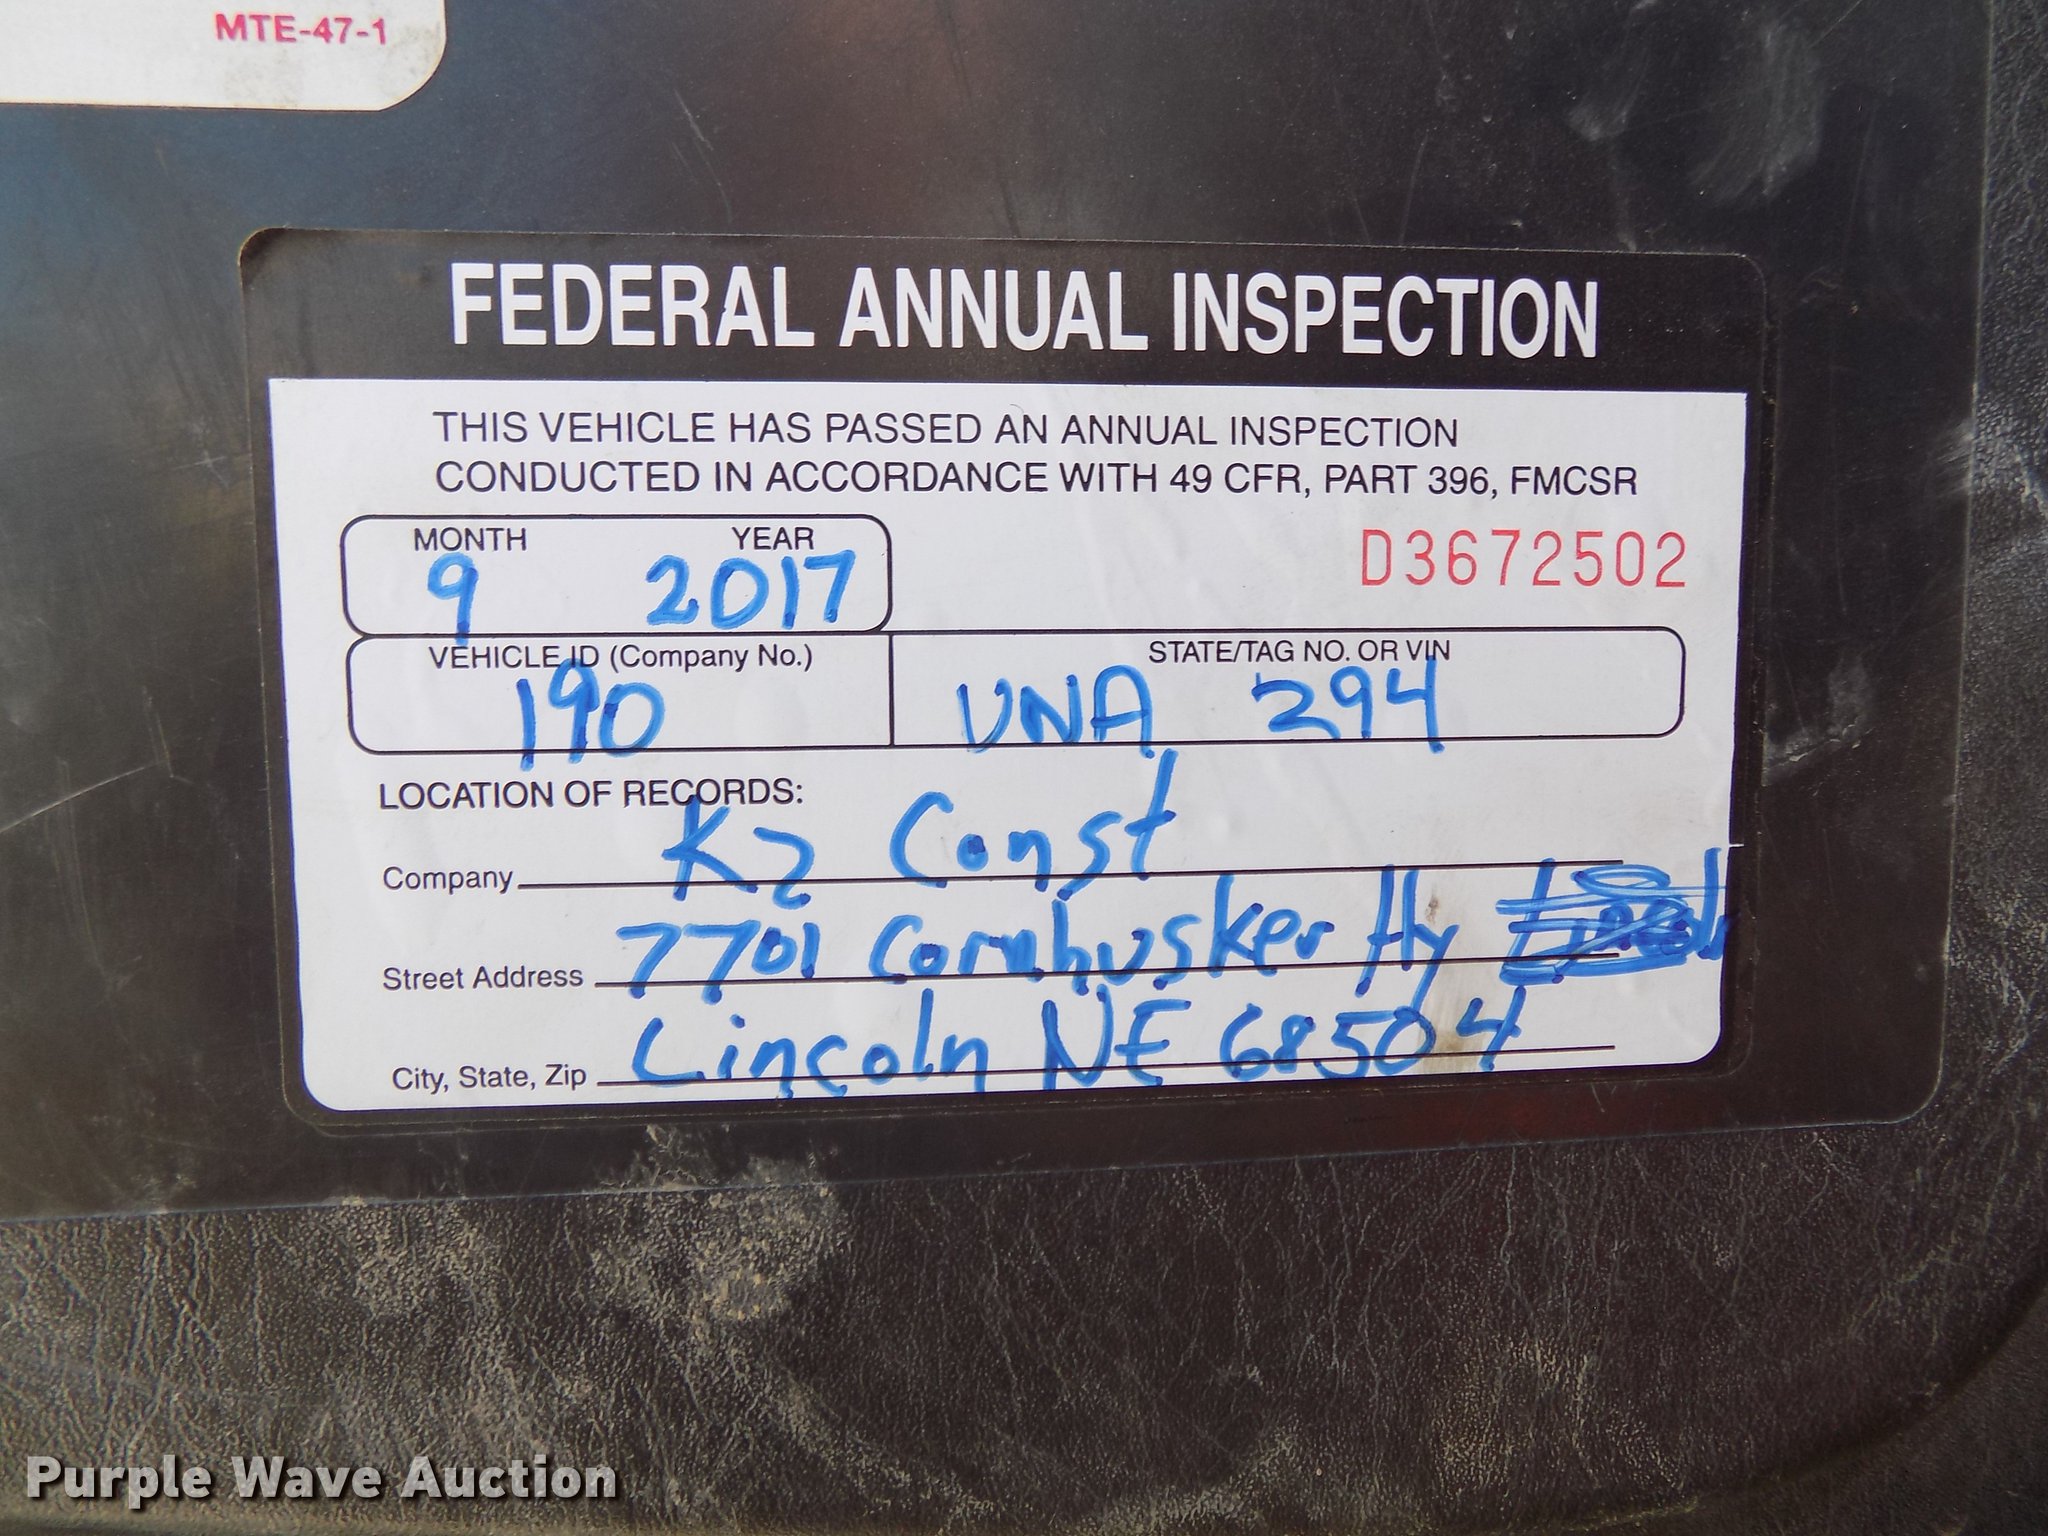 MTE-47-1
FEDERAL ANNUAL INSPECTION
THIS VEHICLE HAS PASSED AN ANNUAL INSPECTION
CONDUCTED IN ACCORDANCE WITH 49 CFR, PART 396, FMCSR
MONTH YEAR
9 2017
D3672502
VEHICLE ID (Company No.) STATE/TAG NO. OR VIN
190 VNA 294
LOCATION OF RECORDS:
Company K2 Const
Street Address 7701 Cornhusker Hy
City, State, Zip Lincoln NE 68504
Purple Wave Auction